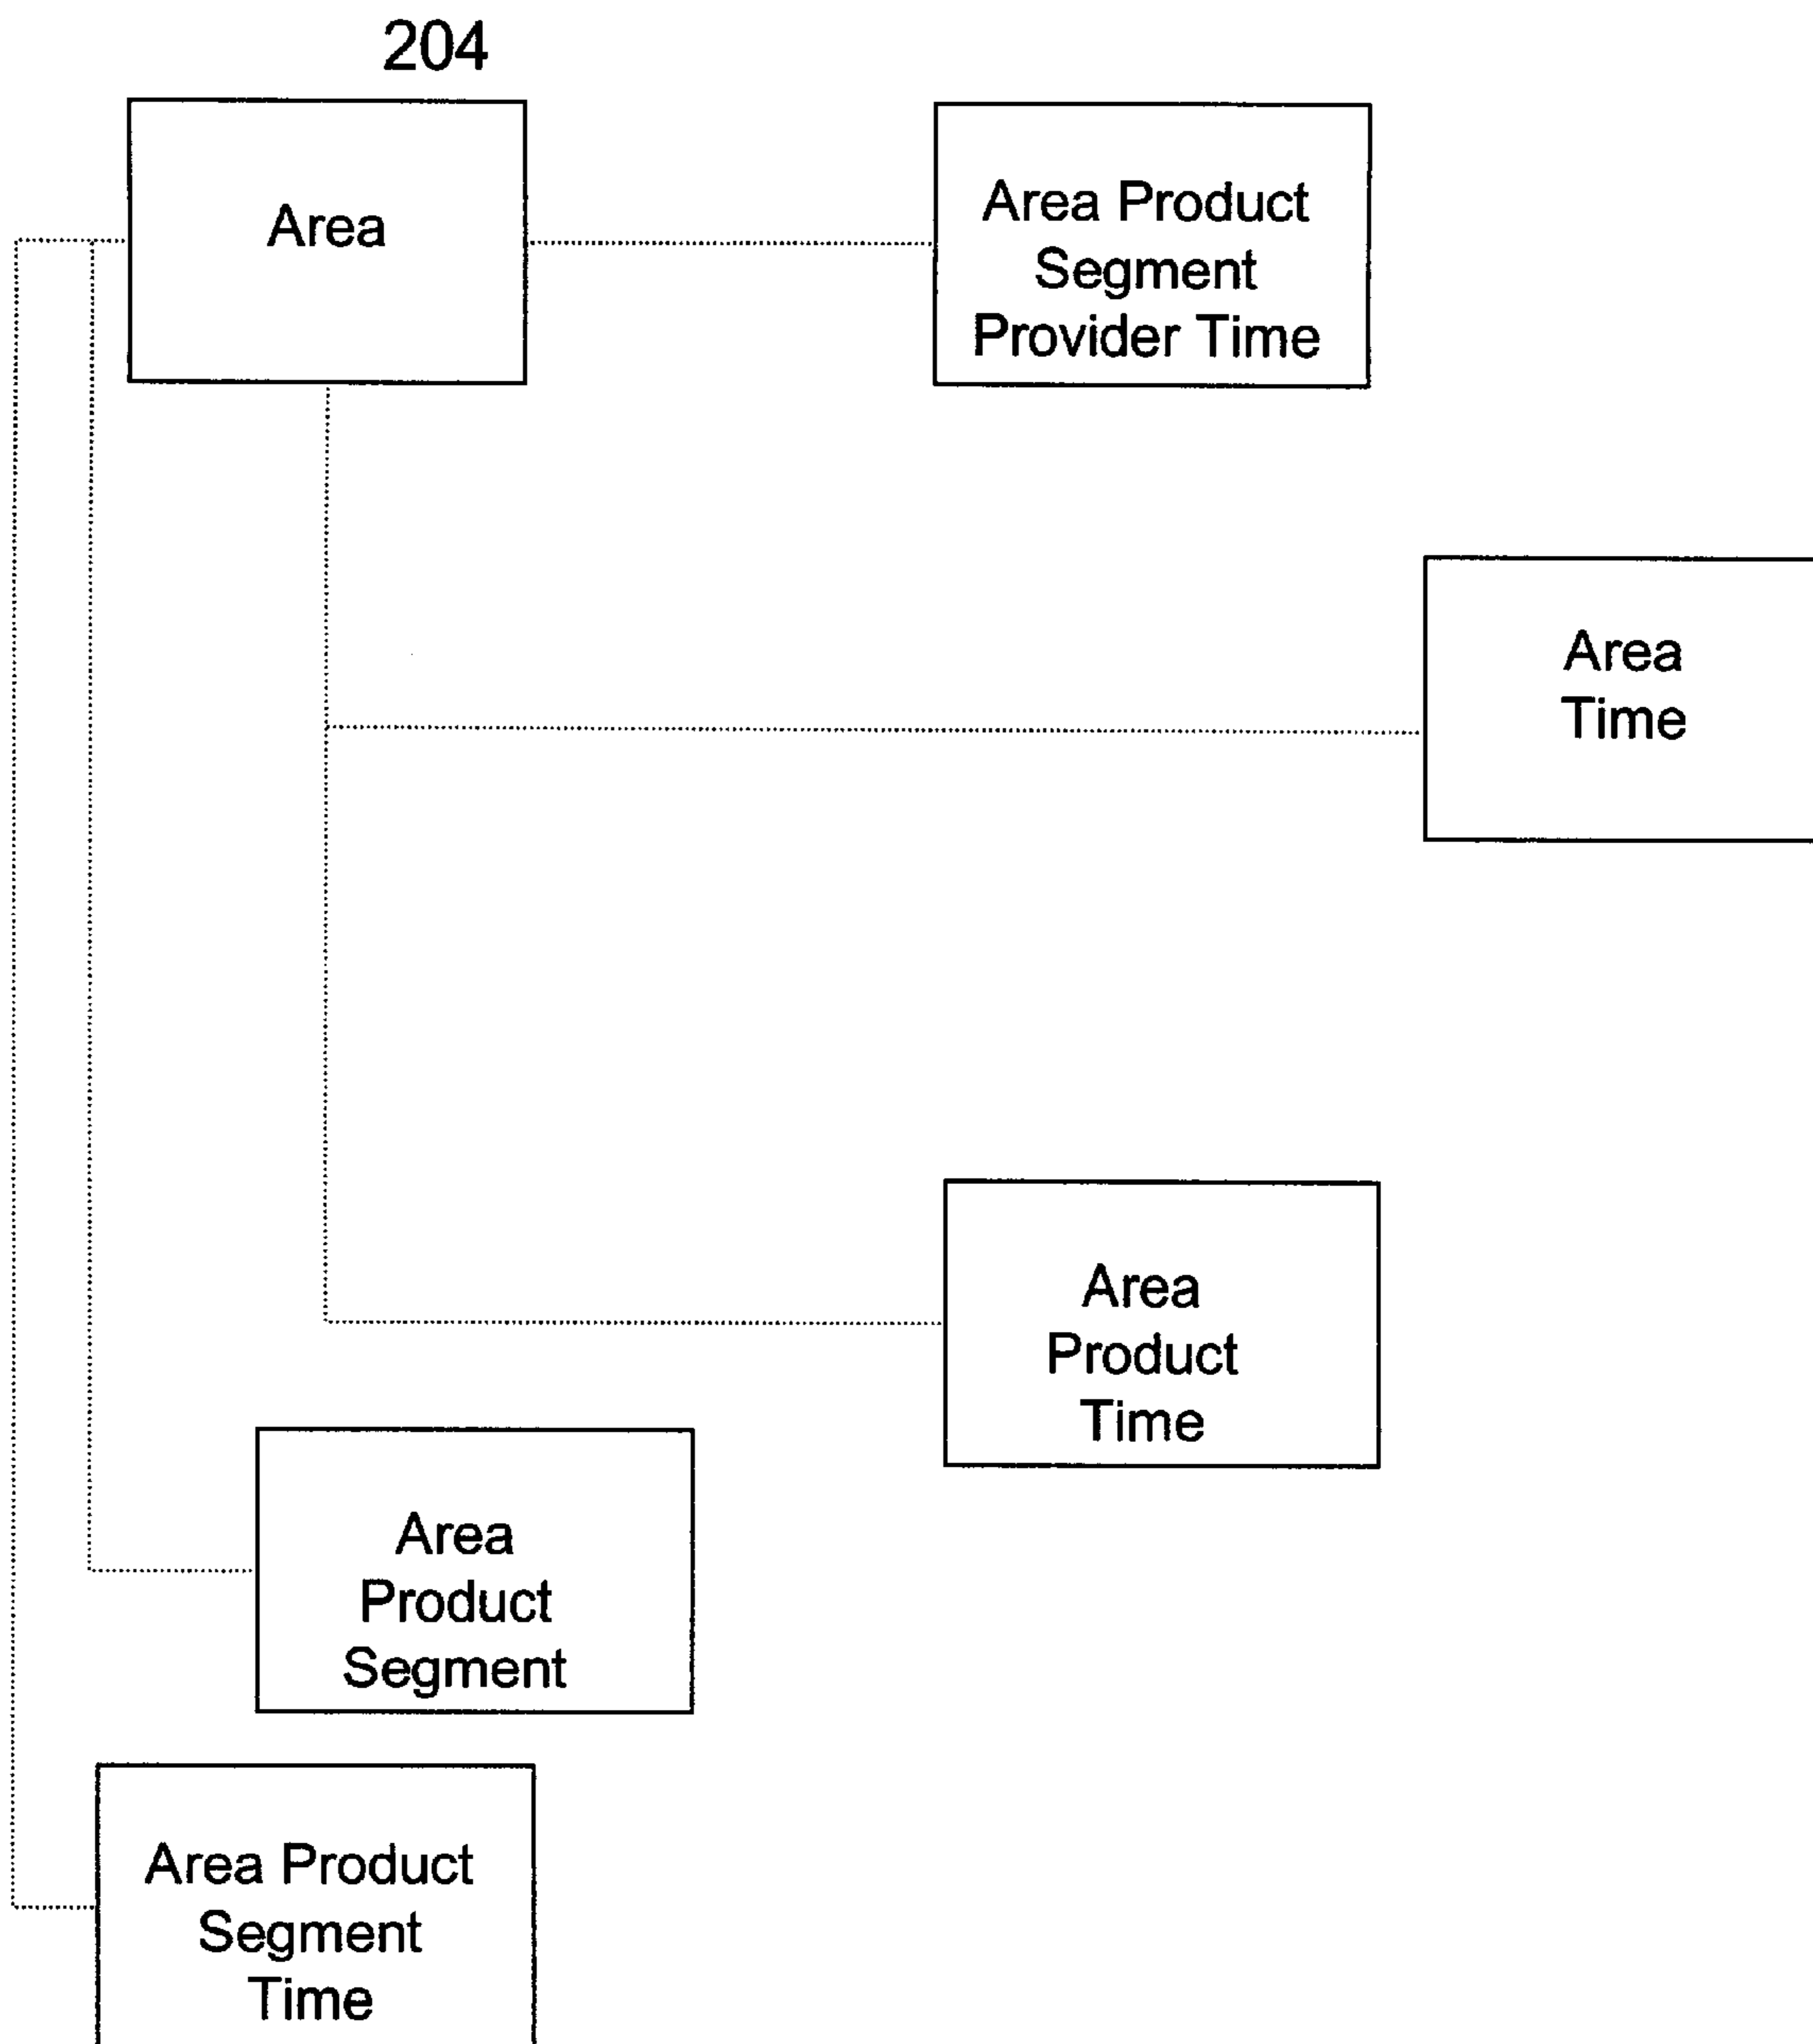 204
Area
Area Product
Segment
Provider Time
Area
Time
Area
Product
Time
Area
Product
Segment
Area Product
Segment
Time